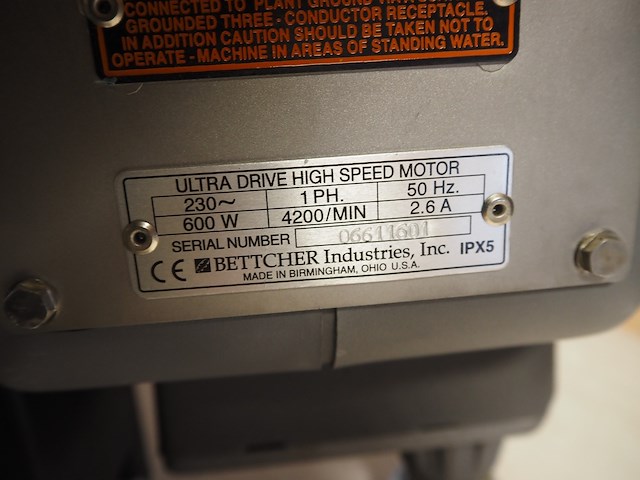 CONNECTED TO PLANT GROUND
GROUNDED THREE - CONDUCTOR RECEPTACLE.
IN ADDITION CAUTION SHOULD BE TAKEN NOT TO
OPERATE - MACHINE IN AREAS OF STANDING WATER.
ULTRA DRIVE HIGH SPEED MOTOR
230~ 1 PH. 50 Hz.
600 W 4200/MIN 2.6 A
SERIAL NUMBER
CE BETTCHER Industries, Inc. IPX5
MADE IN BIRMINGHAM, OHIO U.S.A.